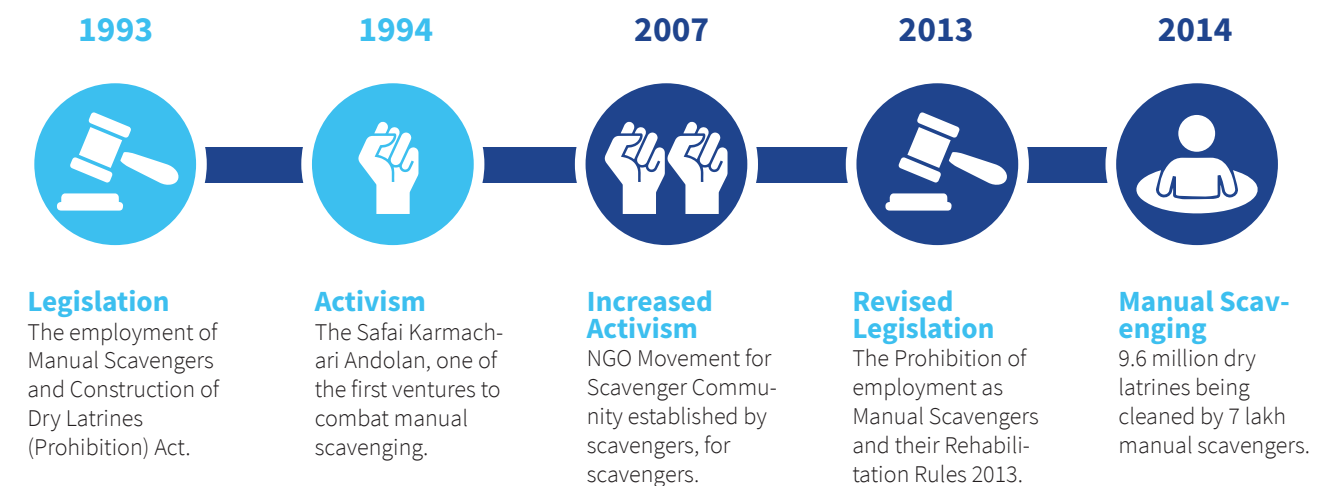 1993
1994
2007
2013
2014
Legislation
The employment of
Manual Scavengers
and Construction of
Dry Latrines
(Prohibition) Act.
Activism
The Safai Karmach-
ari Andolan, one of
the first ventures to
combat manual
scavenging.
Increased
Activism
NGO Movement for
Scavenger Commu-
nity established by
scavengers, for
scavengers.
Revised
Legislation
The Prohibition of
employment as
Manual Scavengers
and their Rehabili-
tation Rules 2013.
Manual Scav-
enging
9.6 million dry
latrines being
cleaned by 7 lakh
manual scavengers.